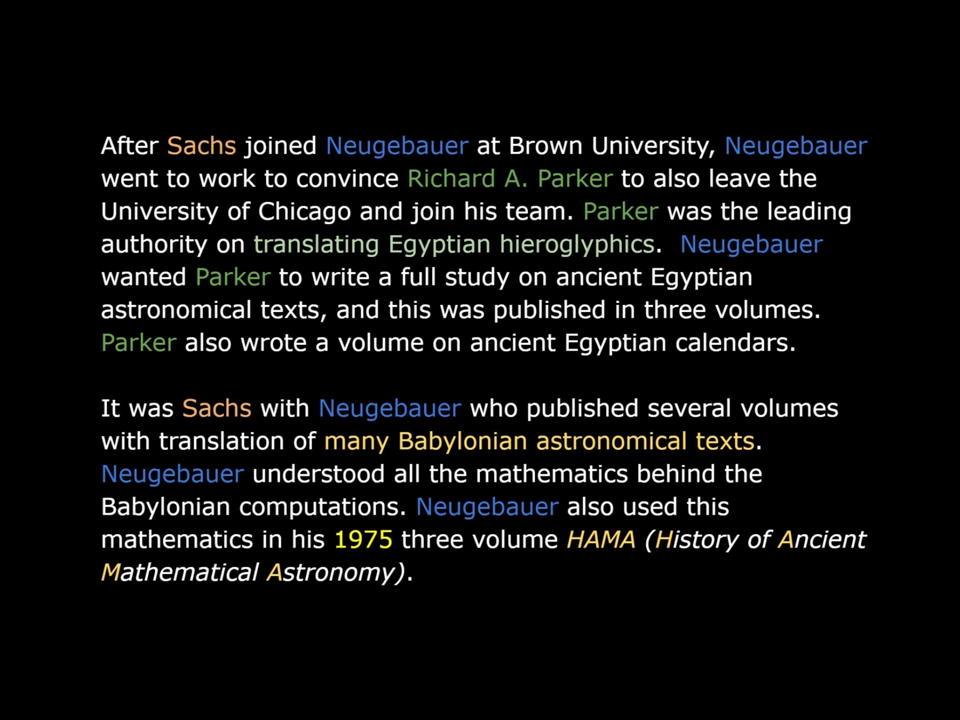 After Sachs joined Neugebauer at Brown University, Neugebauer
went to work to convince Richard A. Parker to also leave the
University of Chicago and join his team. Parker was the leading
authority on translating Egyptian hieroglyphics.  Neugebauer
wanted Parker to write a full study on ancient Egyptian
astronomical texts, and this was published in three volumes.
Parker also wrote a volume on ancient Egyptian calendars.
It was Sachs with Neugebauer who published several volumes
with translation of many Babylonian astronomical texts.
Neugebauer understood all the mathematics behind the
Babylonian computations. Neugebauer also used this
mathematics in his 1975 three volume HAMA (History of Ancient
Mathematical Astronomy).